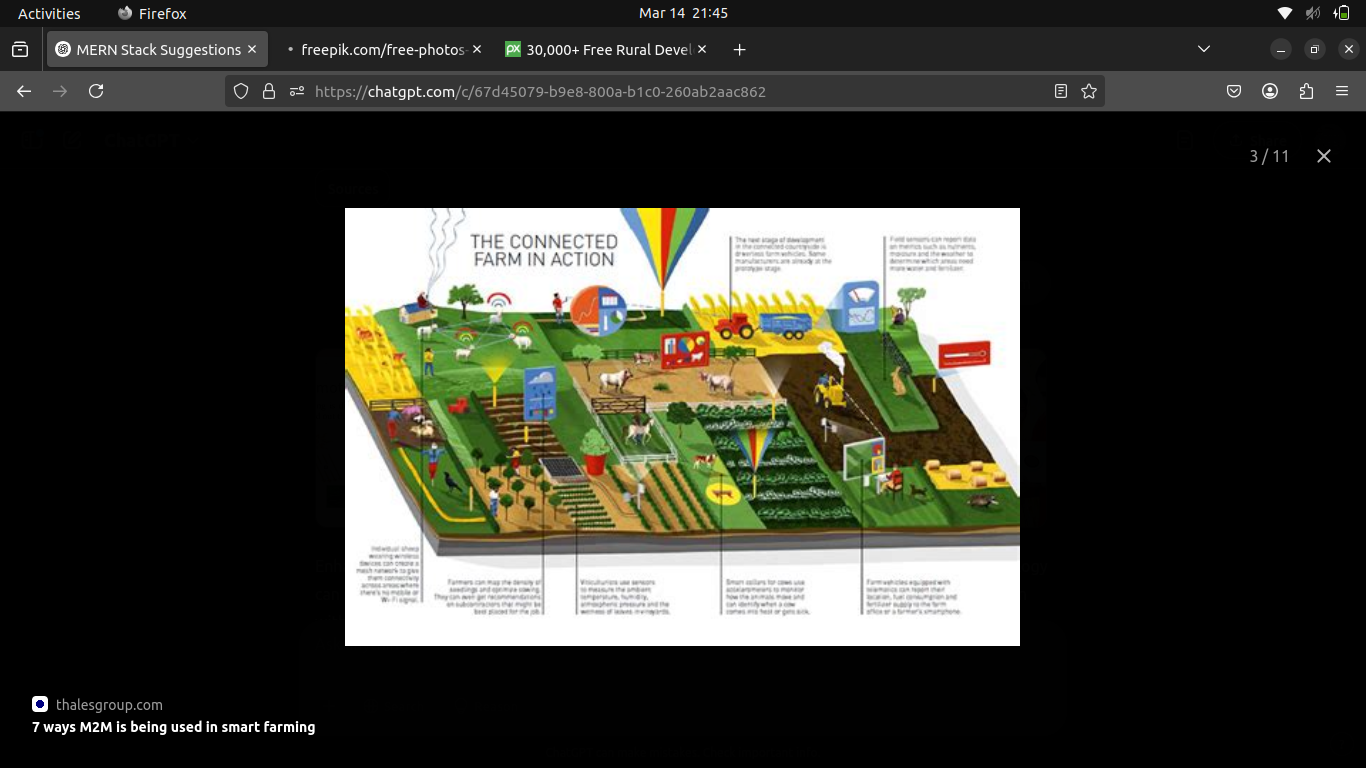 Activities
Firefox
Mar 14 21:45
MERN Stack Suggestions
freepik.com/free-photos-
px 30,000+ Free Rural Devel
https://chatgpt.com/c/67d45079-b9e8-800a-b1c0-260ab2aac862
3 / 11
THE CONNECTED
FARM IN ACTION
The next stage of development
in the connected countryside is
driverless farm vehicles. Some
manufacturers are already at the
prototype stage.
Field sensors can report data
on metrics such as nutrients,
moisture and the weather to
determine which areas need
more water and fertilizer.
Individual sheep
wearing wireless
devices can create a
mesh network to give
them connectivity
across areas where
there's no mobile or
Wi-Fi signal.
Farmers can map the density of
seedlings and optimise sowing.
They can even get recommendations
on subcontractors that might be
best placed for the job.
Viticulturists use sensors
to measure the ambient
temperature, humidity,
atmospheric pressure and the
wetness of leaves in vineyards.
Smart collars for cows use
accelerometers to monitor
how the animals move and
can identify when a cow
comes into heat or gets sick.
Farm vehicles equipped with
telematics can report their
location, fuel consumption and
fertilizer supply to the farm
office or a farmer's smartphone.
thalesgroup.com
7 ways M2M is being used in smart farming